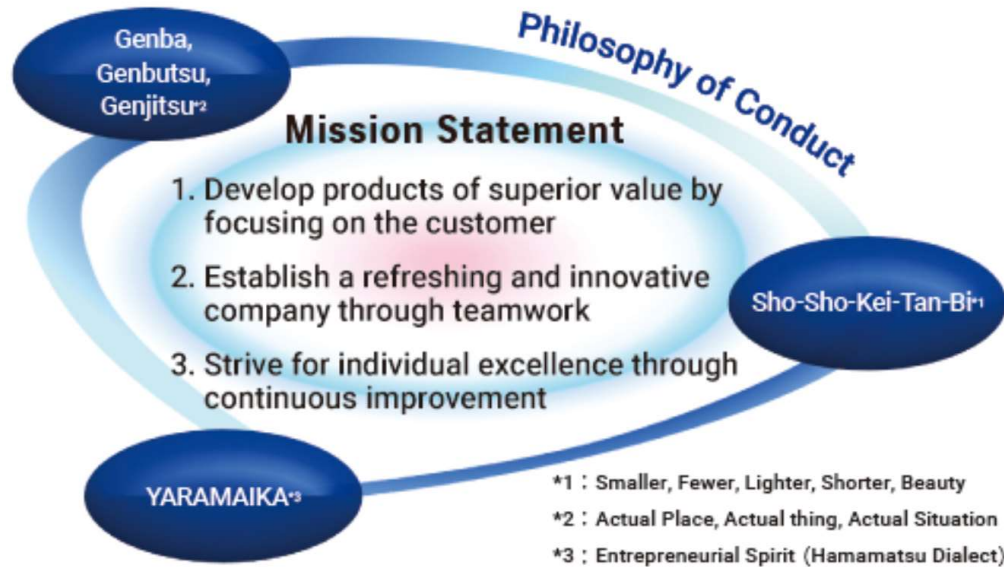 Philosophy of Conduct
Genba,
Genbutsu,
Genjitsu*2
Mission Statement
1. Develop products of superior value by
focusing on the customer
2. Establish a refreshing and innovative
company through teamwork
3. Strive for individual excellence through
continuous improvement
Sho-Sho-Kei-Tan-Bi*1
YARAMAIKA*3
*1 : Smaller, Fewer, Lighter, Shorter, Beauty
*2 : Actual Place, Actual thing, Actual Situation
*3 : Entrepreneurial Spirit (Hamamatsu Dialect)